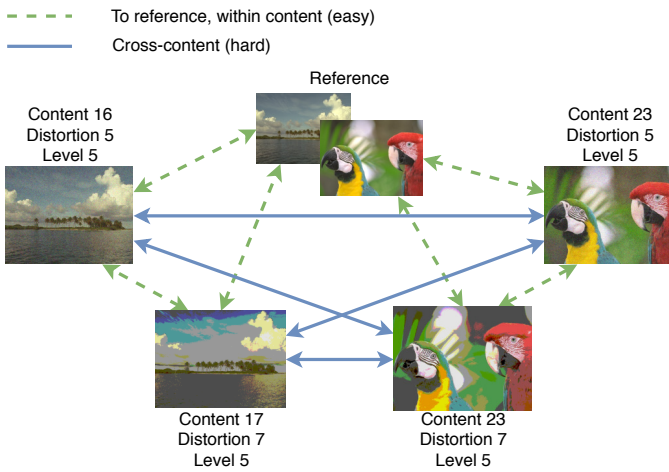 To reference, within content (easy)
Cross-content (hard)
Reference
Content 16
Distortion 5
Level 5
Content 23
Distortion 5
Level 5
Content 17
Distortion 7
Level 5
Content 23
Distortion 7
Level 5